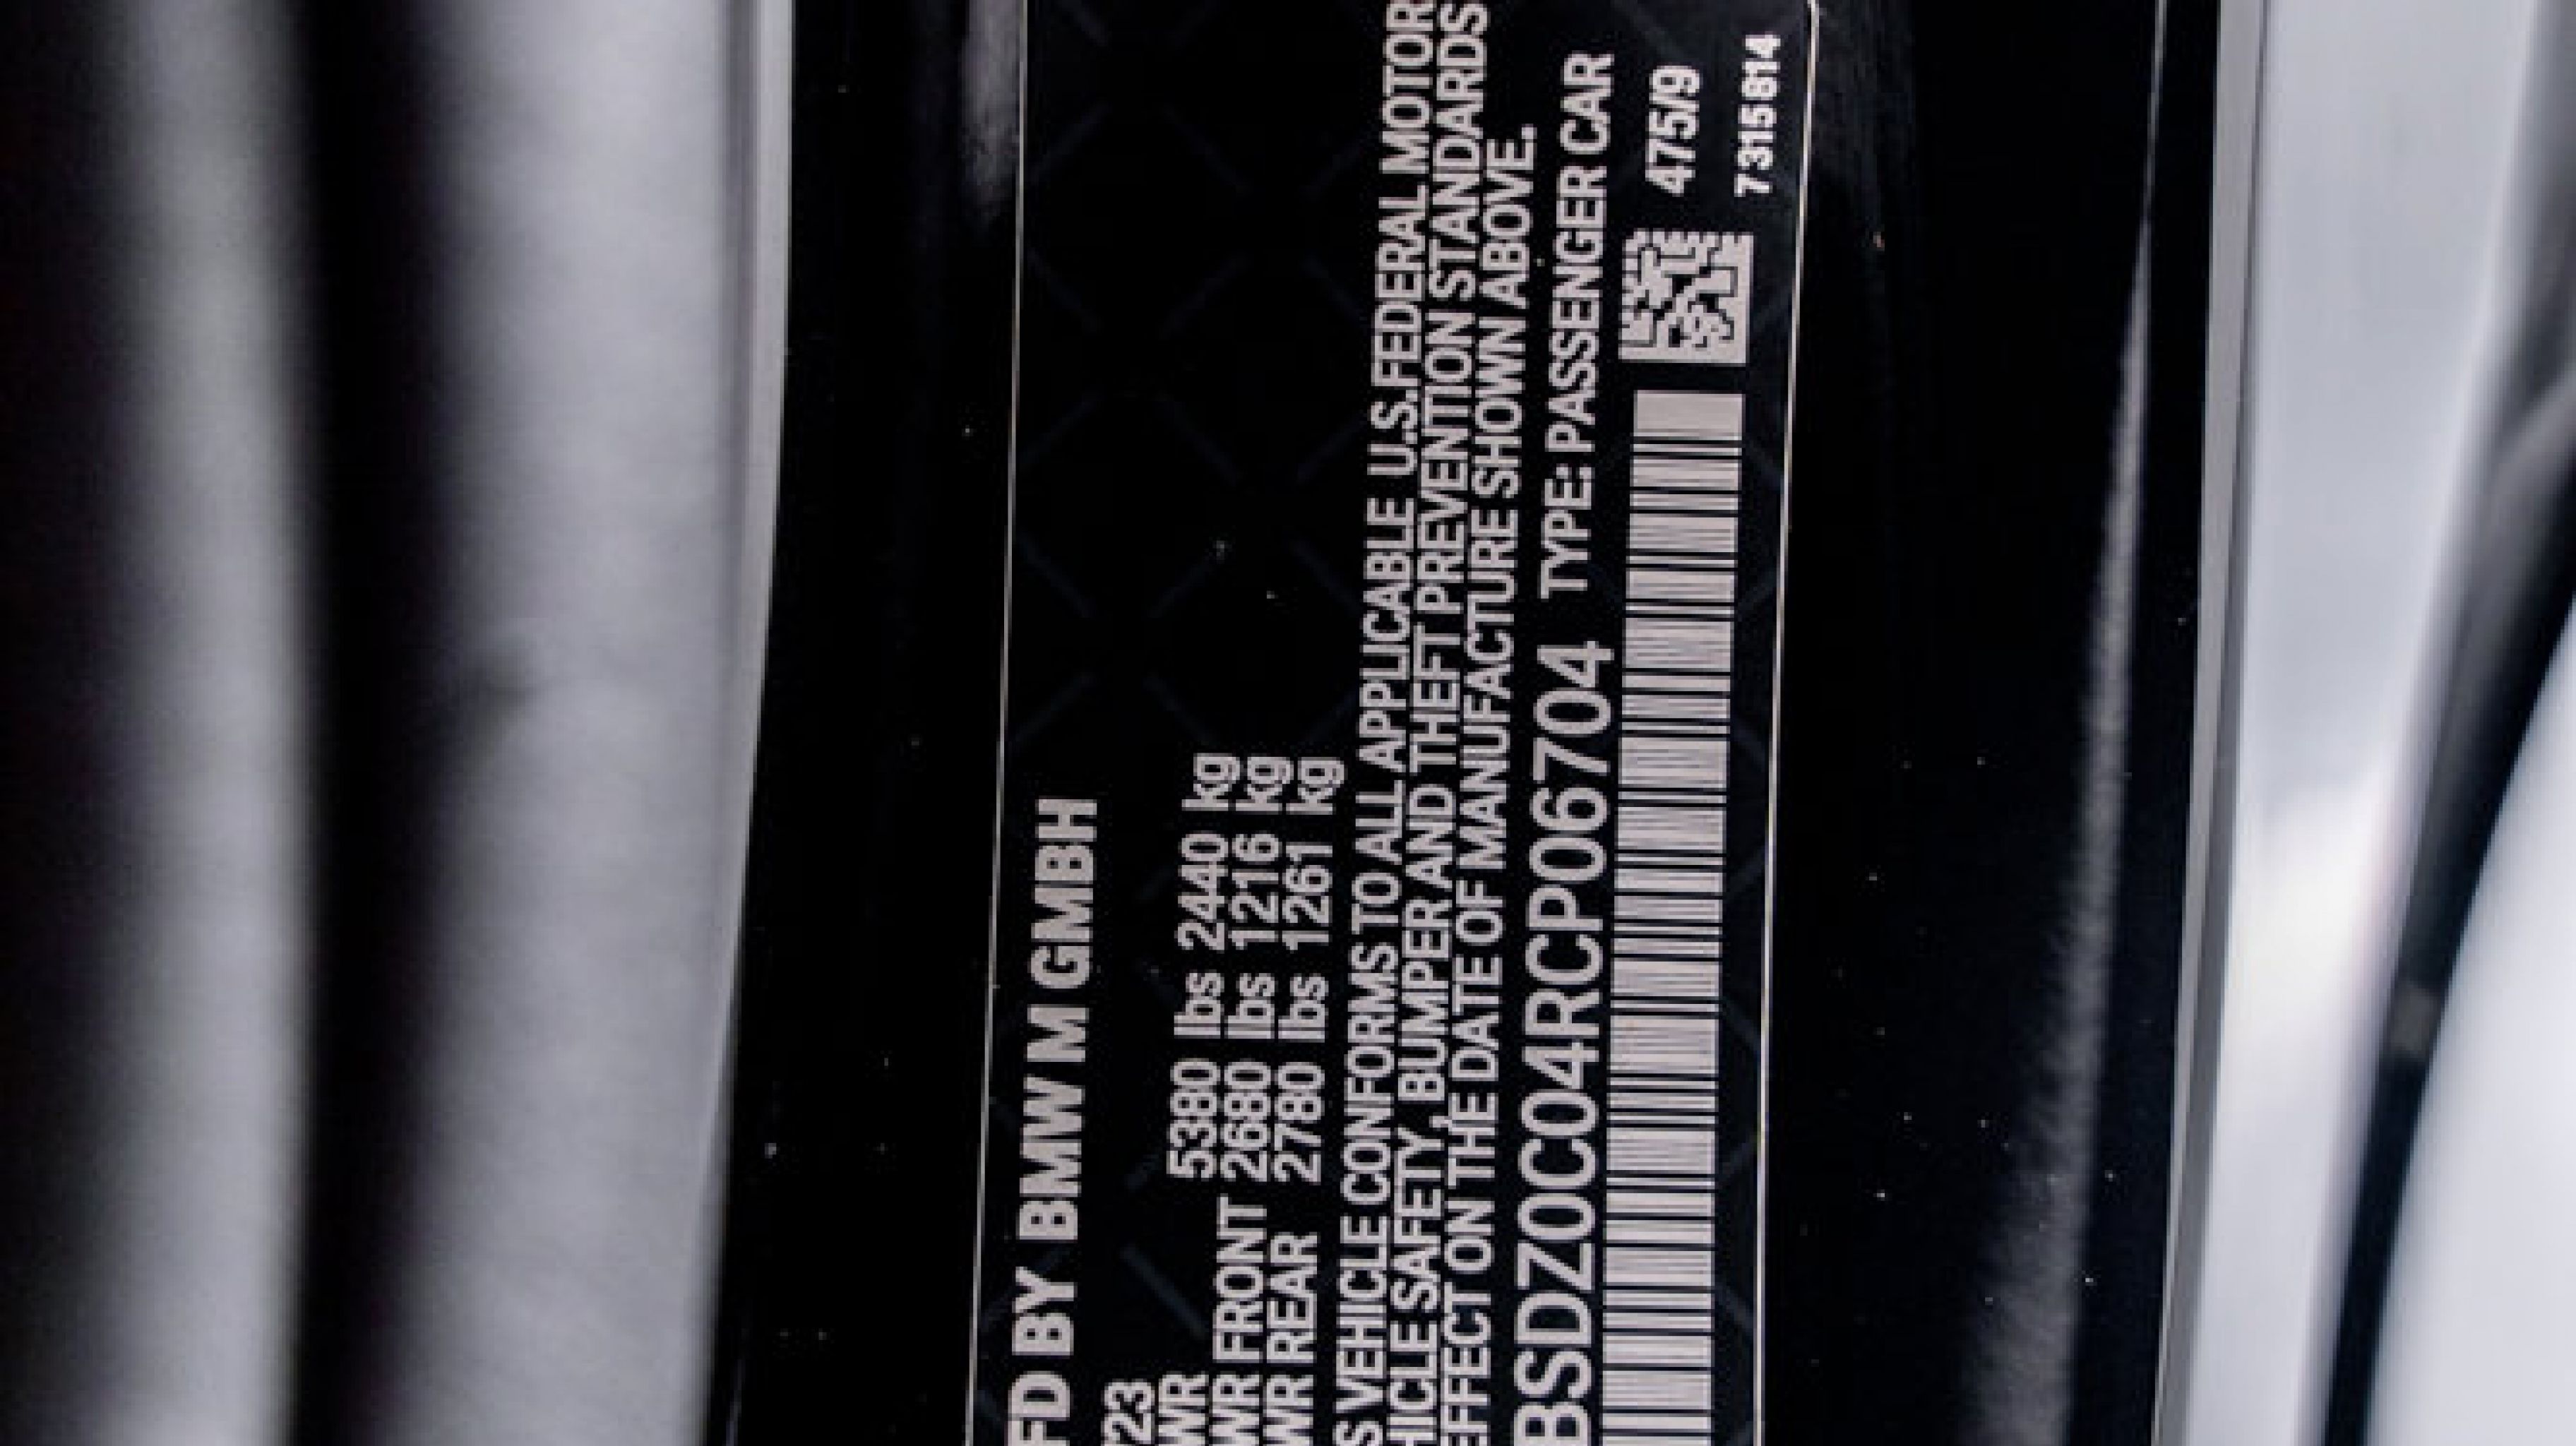 FD BY BMW M GMBH
/23
WR 5380 lbs 2440 kg
WR FRONT 2680 lbs 1216 kg
WR REAR 2780 lbs 1261 kg
S VEHICLE CONFORMS TO ALL APPLICABLE U.S.FEDERAL MOTOR
HICLE SAFETY, BUMPER AND THEFT PREVENTION STANDARDS
EFFECT ON THE DATE OF MANUFACTURE SHOWN ABOVE.
BSDZ0C04RCP06704 TYPE: PASSENGER CAR
475/9
7315614